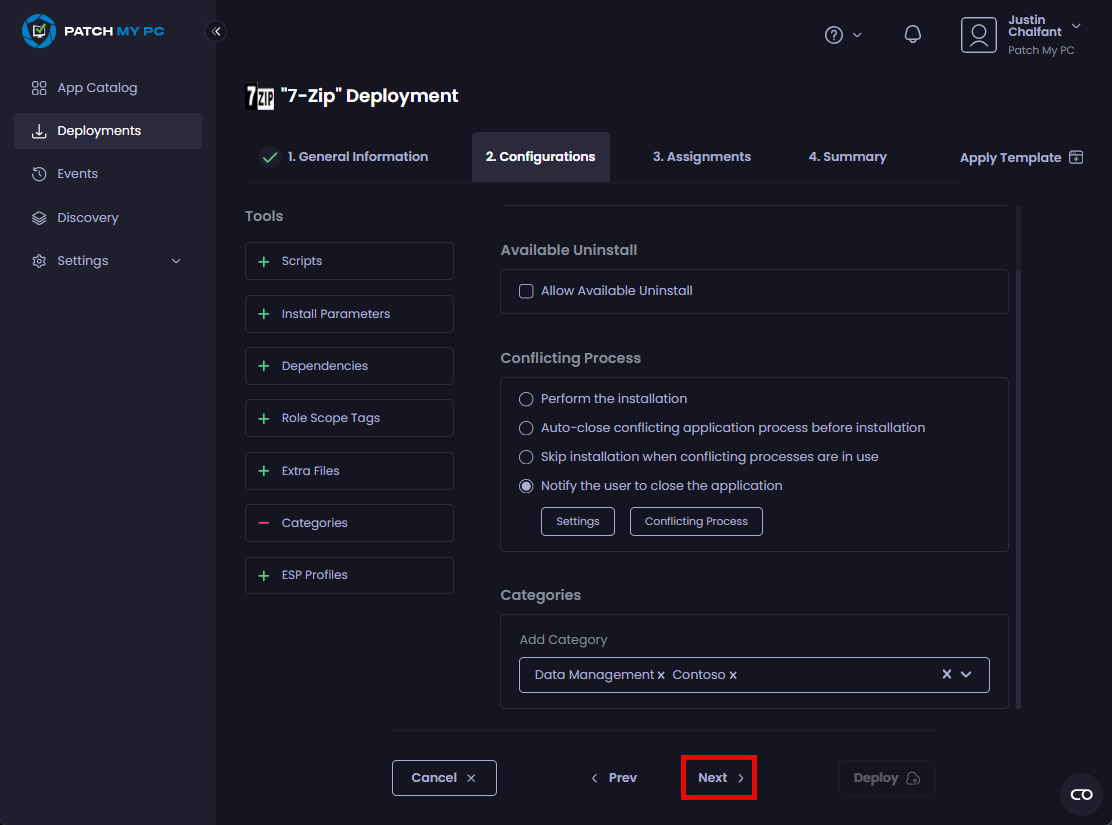 PATCH MY PC
App Catalog
Deployments
Events
Discovery
Settings
?
Justin
Chalfant
Patch My PC
7 ZIP "7-Zip" Deployment
1. General Information
2. Configurations
3. Assignments
4. Summary
Apply Template
Tools
Scripts
Install Parameters
Dependencies
Role Scope Tags
Extra Files
Categories
ESP Profiles
Available Uninstall
Allow Available Uninstall
Conflicting Process
Perform the installation
Auto-close conflicting application process before installation
Skip installation when conflicting processes are in use
Notify the user to close the application
Settings
Conflicting Process
Categories
Add Category
Data Management x Contoso x
Cancel
Prev
Next
Deploy